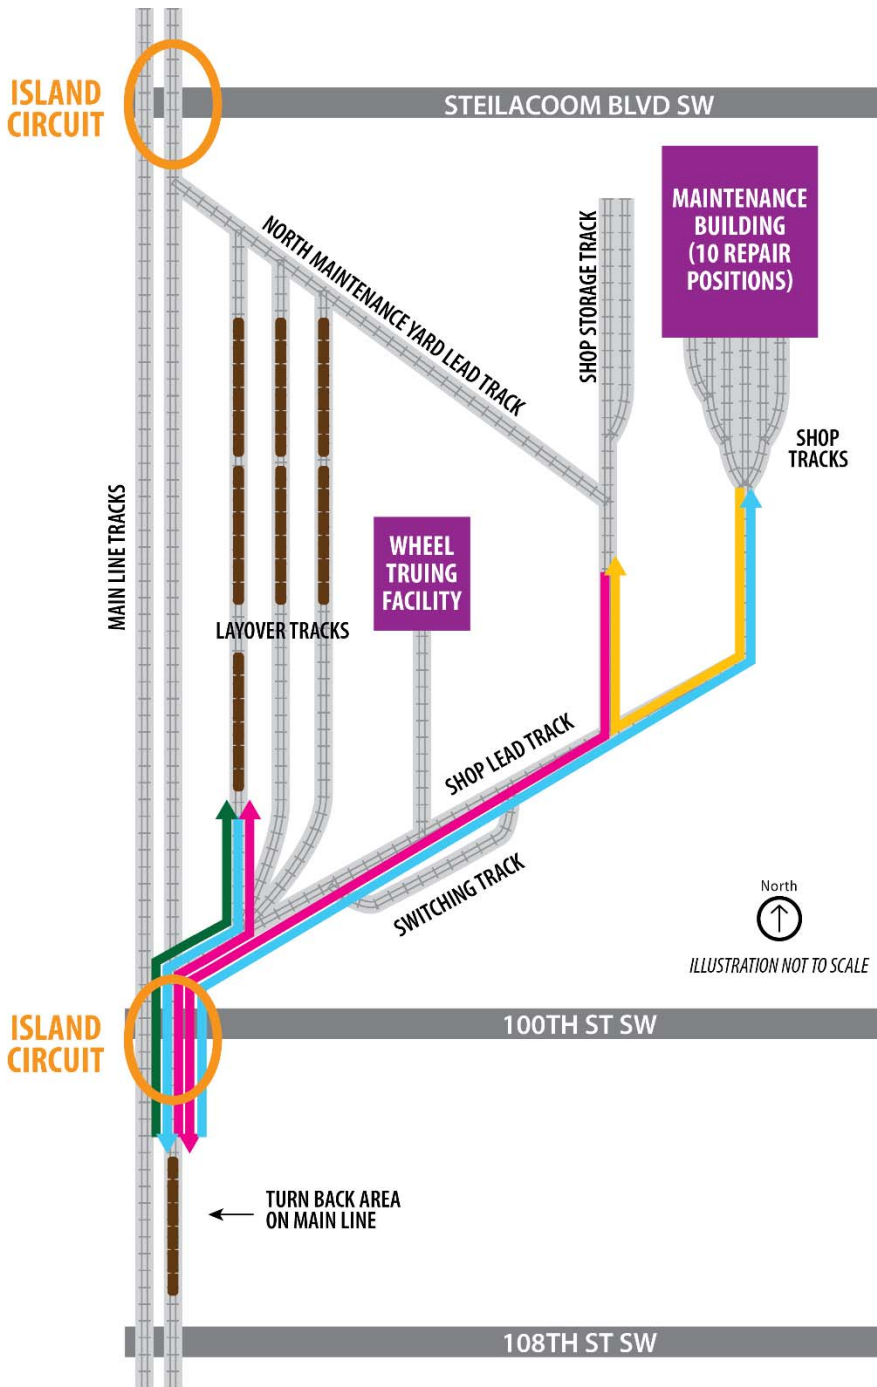 ISLAND
CIRCUIT
STEILACOOM BLVD SW
MAINTENANCE
BUILDING
(10 REPAIR
POSITIONS)
NORTH MAINTENANCE YARD LEAD TRACK
SHOP STORAGE TRACK
SHOP
TRACKS
MAIN LINE TRACKS
WHEEL
TRUING
FACILITY
LAYOVER TRACKS
SHOP LEAD TRACK
SWITCHING TRACK
North
ILLUSTRATION NOT TO SCALE
ISLAND
CIRCUIT
100TH ST SW
TURN BACK AREA
ON MAIN LINE
108TH ST SW